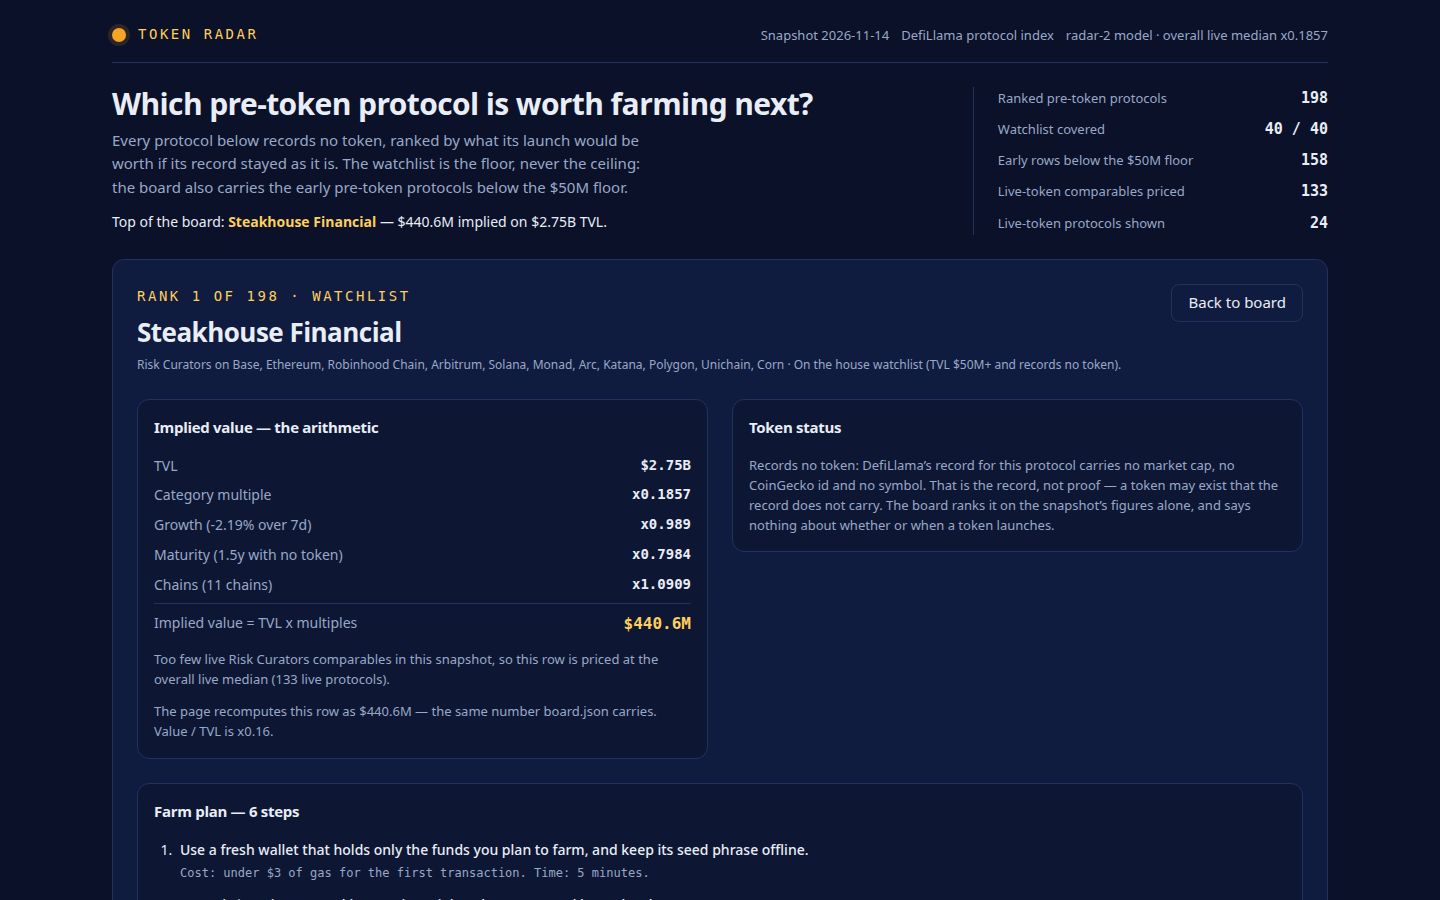 TOKEN RADAR
Snapshot 2026-11-14 DefiLlama protocol index radar-2 model · overall live median x0.1857
Which pre-token protocol is worth farming next?
Every protocol below records no token, ranked by what its launch would be
worth if its record stayed as it is. The watchlist is the floor, never the ceiling:
the board also carries the early pre-token protocols below the $50M floor.
Top of the board: Steakhouse Financial — $440.6M implied on $2.75B TVL.
Ranked pre-token protocols 198
Watchlist covered 40 / 40
Early rows below the $50M floor 158
Live-token comparables priced 133
Live-token protocols shown 24
RANK 1 OF 198 · WATCHLIST
Back to board
Steakhouse Financial
Risk Curators on Base, Ethereum, Robinhood Chain, Arbitrum, Solana, Monad, Arc, Katana, Polygon, Unichain, Corn · On the house watchlist (TVL $50M+ and records no token).
Implied value — the arithmetic
TVL $2.75B
Category multiple x0.1857
Growth (-2.19% over 7d) x0.989
Maturity (1.5y with no token) x0.7984
Chains (11 chains) x1.0909
Implied value = TVL x multiples $440.6M
Too few live Risk Curators comparables in this snapshot, so this row is priced at the
overall live median (133 live protocols).
The page recomputes this row as $440.6M — the same number board.json carries.
Value / TVL is x0.16.
Token status
Records no token: DefiLlama's record for this protocol carries no market cap, no
CoinGecko id and no symbol. That is the record, not proof — a token may exist that the
record does not carry. The board ranks it on the snapshot's figures alone, and says
nothing about whether or when a token launches.
Farm plan — 6 steps
1. Use a fresh wallet that holds only the funds you plan to farm, and keep its seed phrase offline.
Cost: under $3 of gas for the first transaction. Time: 5 minutes.